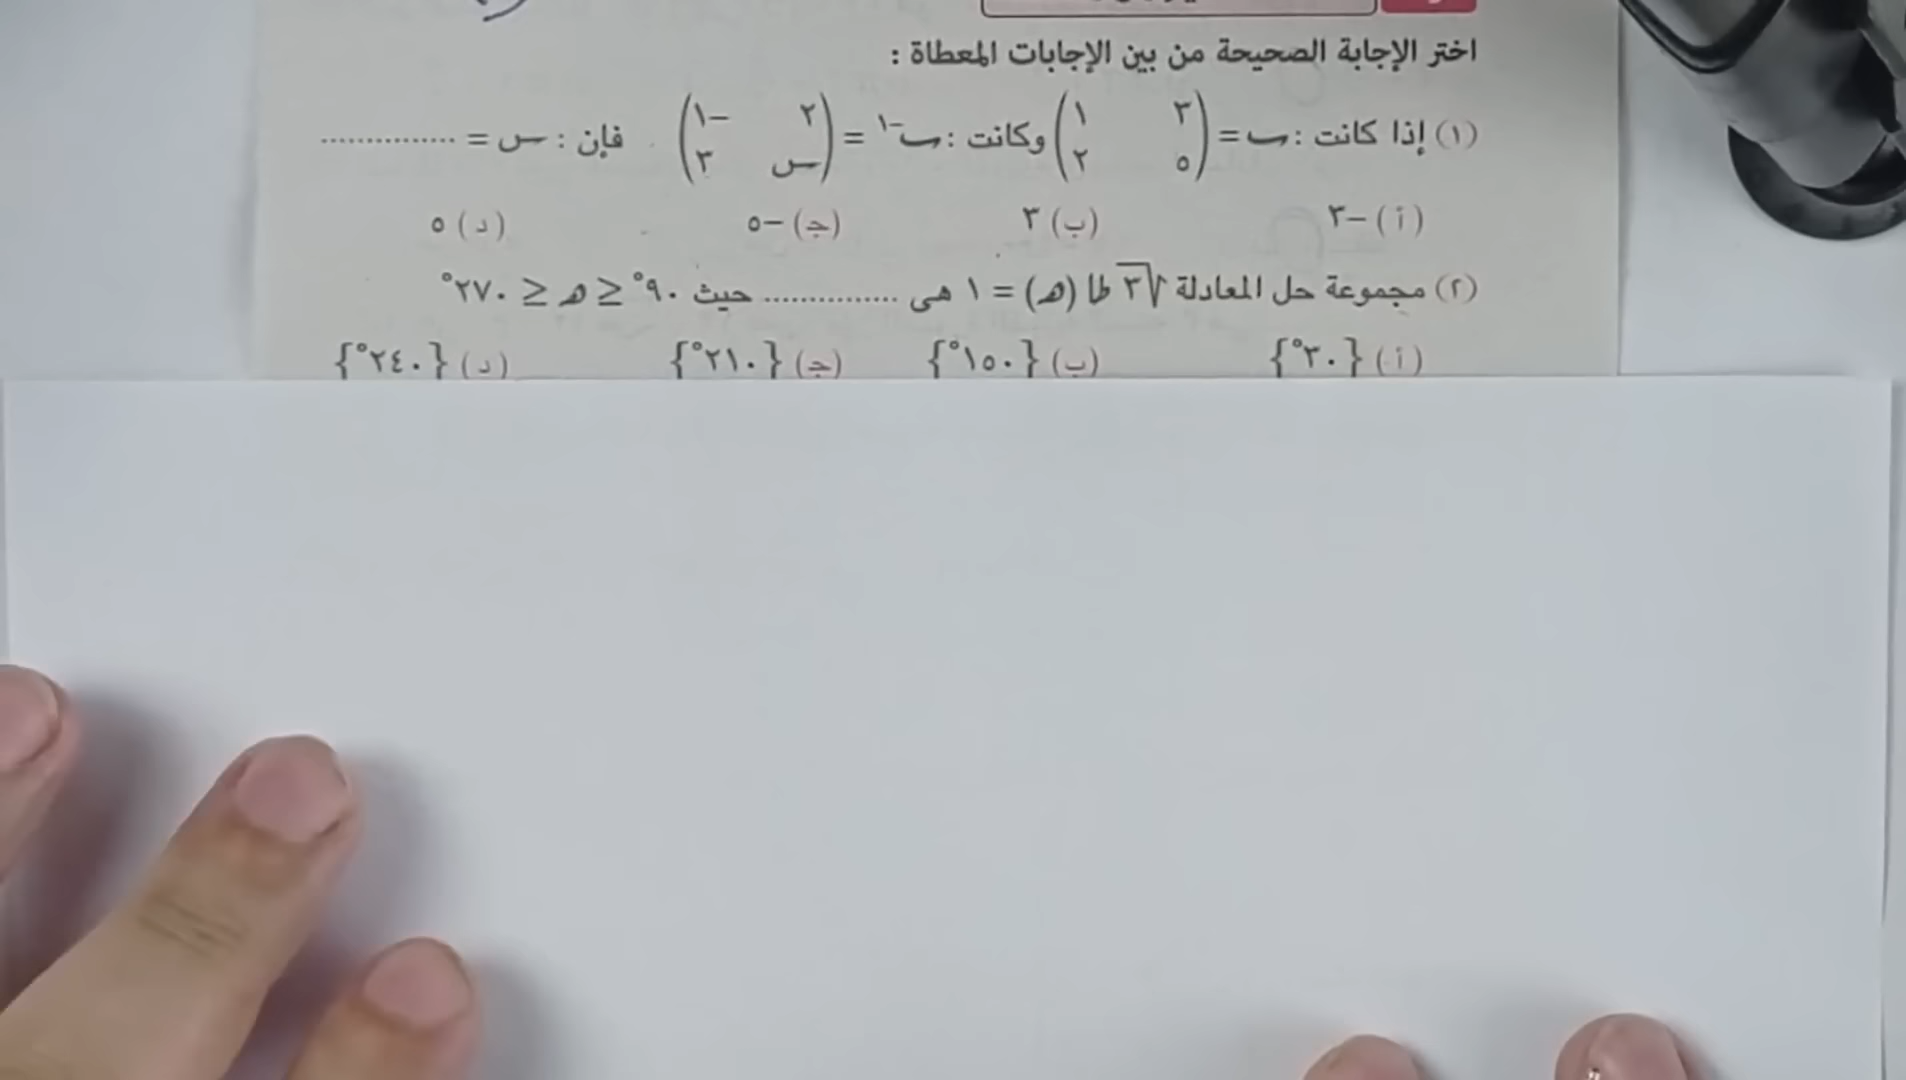 اختر الإجابة الصحيحة من بين الإجابات المعطاة :
(١) إذا كانت : ب = (٣ ١ ٥ ٢) وكانت : ب⁻¹ = (٢ -١ س ٣) فإن : س = ..............
(أ) -٣ (ب) ٣ (جـ) -٥ (د) ٥
(٢) مجموعة حل المعادلة √٣ طا (هـ) = ١ هى .............. حيث ٩٠° ≤ هـ ≤ ٢٧٠°
(أ) {٣٠°} (ب) {١٥٠°} (جـ) {٢١٠°} (د) {٢٤٠°}